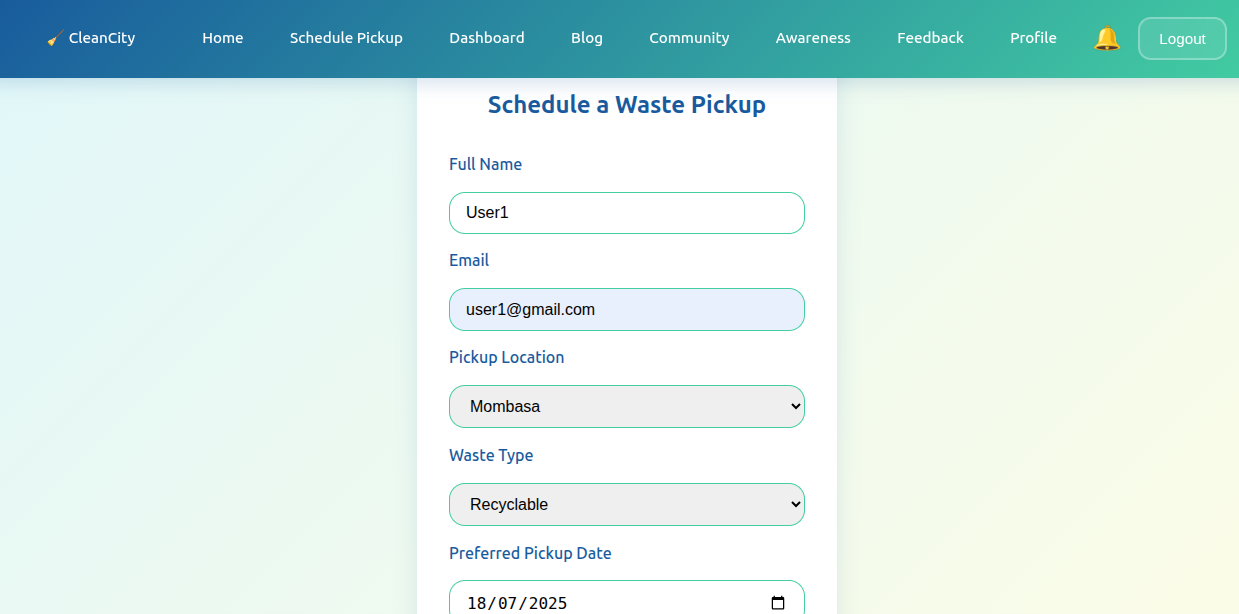 CleanCity Home Schedule Pickup Dashboard Blog Community Awareness Feedback Profile Logout
Schedule a Waste Pickup
Full Name
User1
Email
user1@gmail.com
Pickup Location
Mombasa
Waste Type
Recyclable
Preferred Pickup Date
18/07/2025